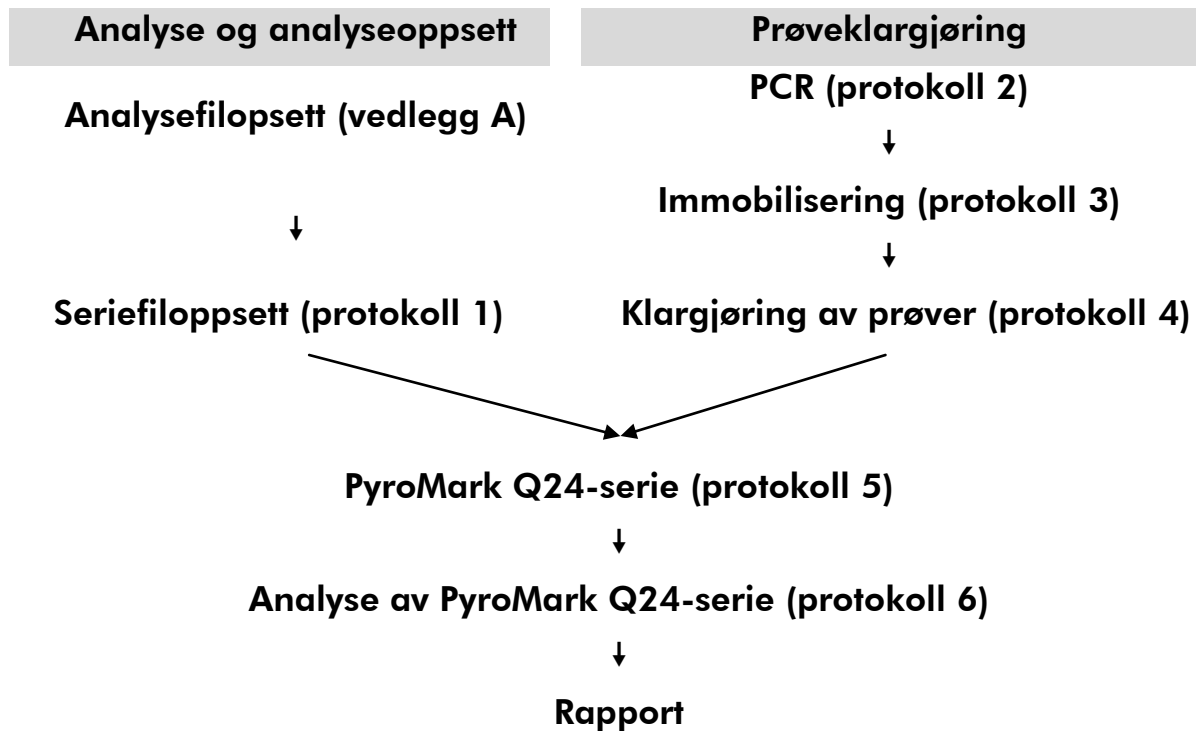 Analyse og analyseoppsett
Analysefilopsett (vedlegg A)
Seriefiloppsett (protokoll 1)
Prøveklargjøring
PCR (protokoll 2)
Immobilisering (protokoll 3)
Klargjøring av prøver (protokoll 4)
PyroMark Q24-serie (protokoll 5)
Analyse av PyroMark Q24-serie (protokoll 6)
Rapport